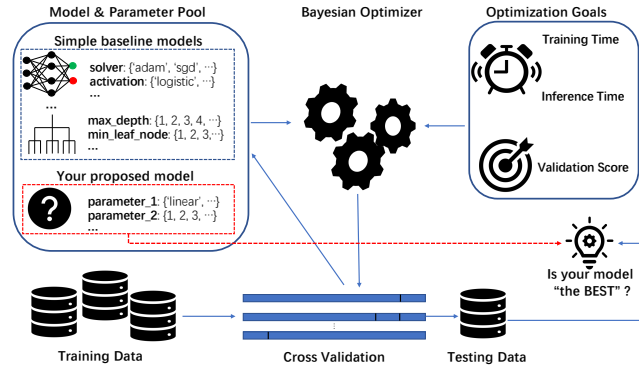 Model & Parameter Pool
Bayesian Optimizer
Optimization Goals
Simple baseline models
solver: {'adam', 'sgd', ···}
activation: {'logistic', ···}
...
...
max_depth: {1, 2, 3, 4, ···}
min_leaf_node: {1, 2, 3,···}
...
Your proposed model
?
parameter_1: {'linear', ···}
parameter_2: {1, 2, 3, ···}
...
Training Time
Inference Time
Validation Score
Is your model
“the BEST” ?
Training Data
Cross Validation
Testing Data